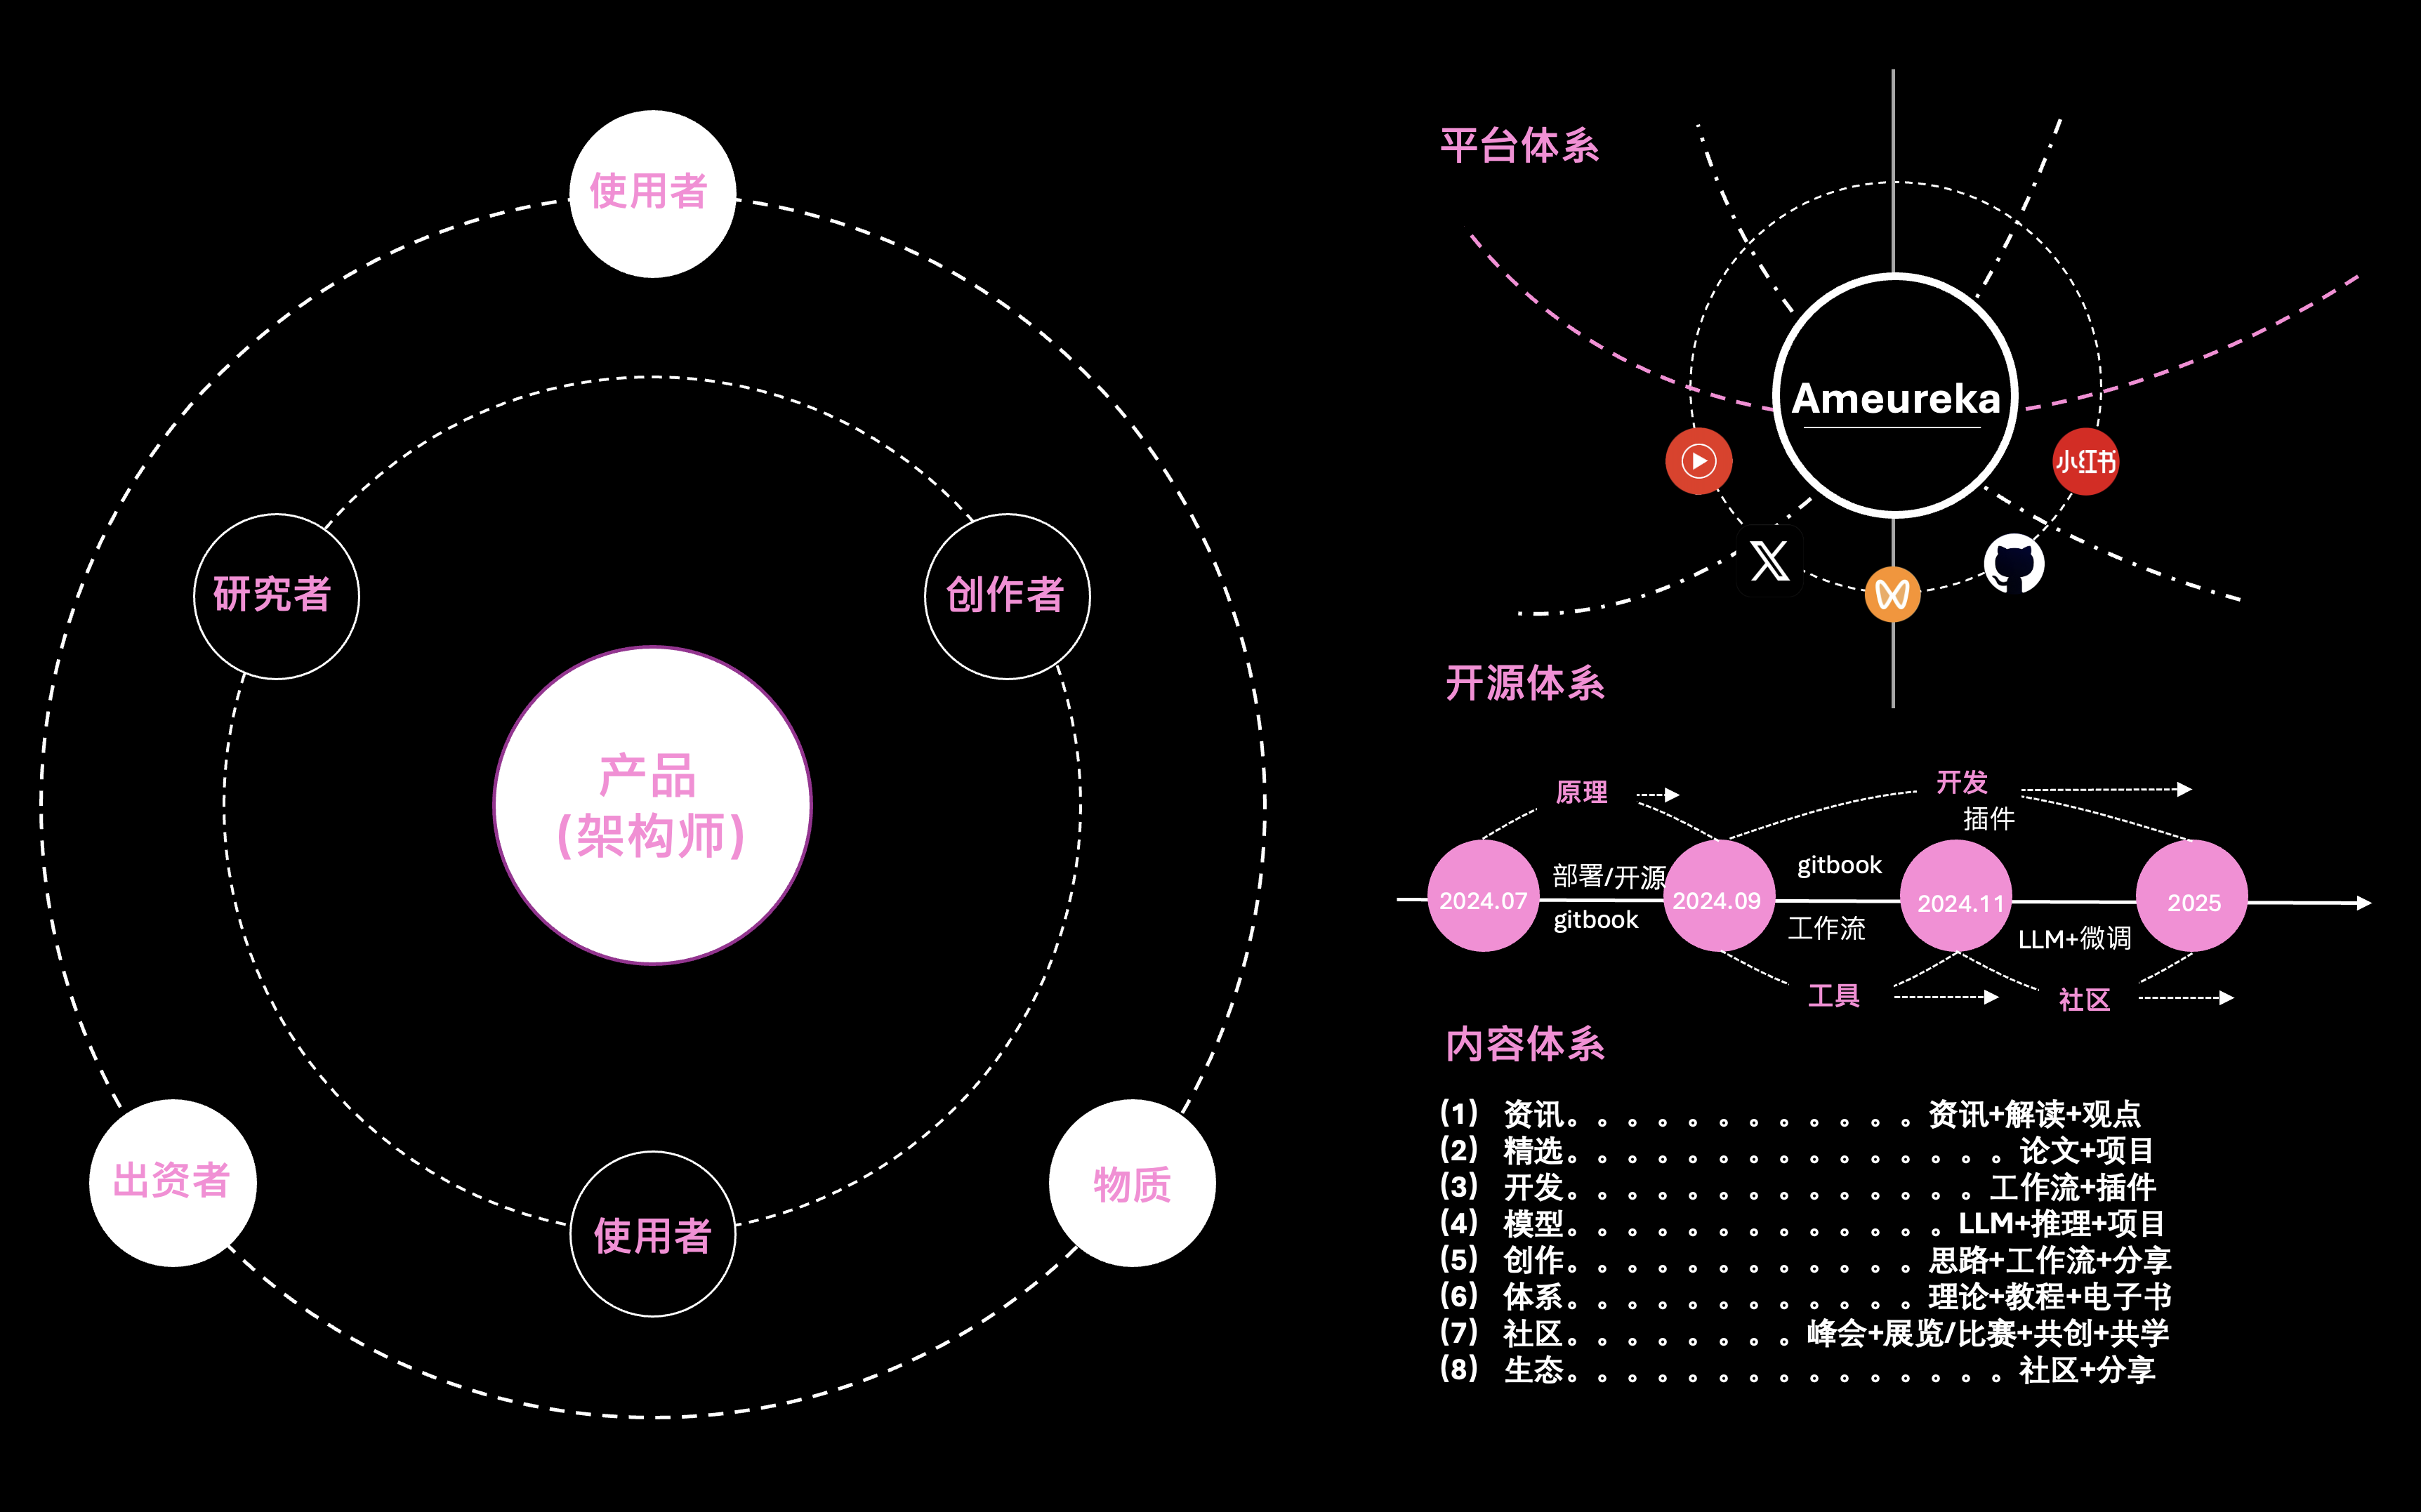 使用者
研究者
创作者
产品
(架构师)
出资者
物质
使用者
平台体系
Ameureka
小红书
开源体系
原理
开发
插件
部署/开源
gitbook
2024.07
2024.09
2024.11
2025
gitbook
工作流
LLM+微调
工具
社区
内容体系
(1) 资讯。。。。。。。。。。。。资讯+解读+观点
(2) 精选。。。。。。。。。。。。。。。论文+项目
(3) 开发。。。。。。。。。。。。。。工作流+插件
(4) 模型。。。。。。。。。。。。。LLM+推理+项目
(5) 创作。。。。。。。。。。。。思路+工作流+分享
(6) 体系。。。。。。。。。。。。理论+教程+电子书
(7) 社区。。。。。。。。峰会+展览/比赛+共创+共学
(8) 生态。。。。。。。。。。。。。。。社区+分享